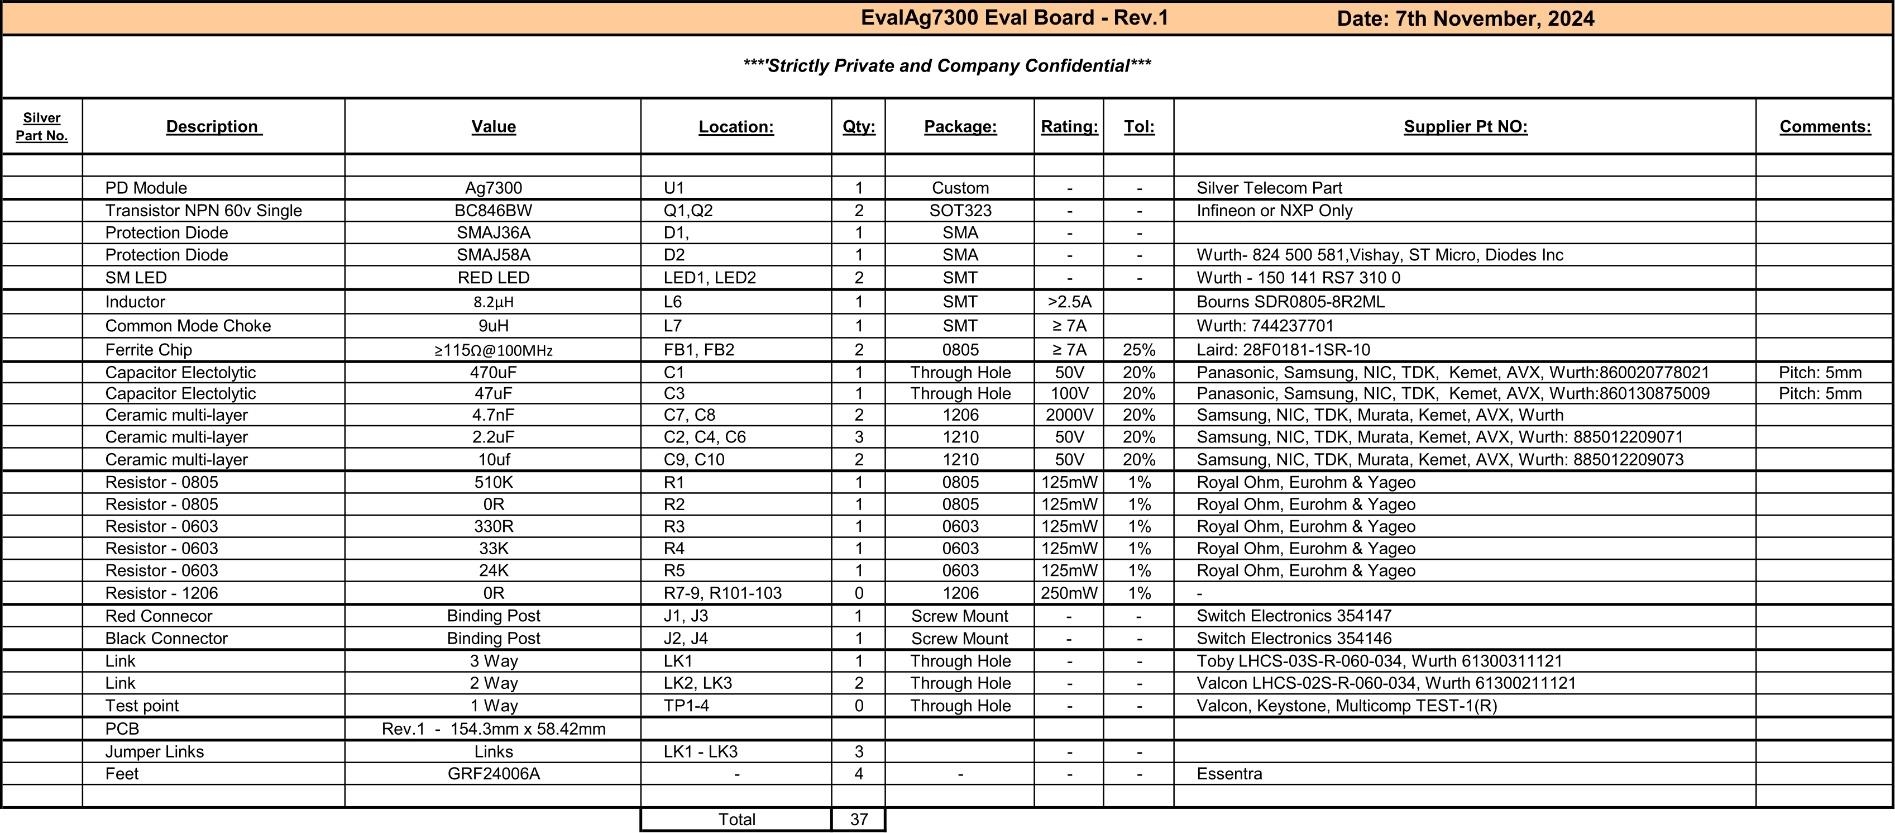 EvalAg7300 Eval Board - Rev.1 Date: 7th November, 2024
***'Strictly Private and Company Confidential***
Silver Part No. Description Value Location: Qty: Package: Rating: Tol: Supplier Pt NO: Comments:
PD Module Ag7300 U1 1 Custom - - Silver Telecom Part
Transistor NPN 60v Single BC846BW Q1,Q2 2 SOT323 - - Infineon or NXP Only
Protection Diode SMAJ36A D1, 1 SMA - -
Protection Diode SMAJ58A D2 1 SMA - - Wurth- 824 500 581,Vishay, ST Micro, Diodes Inc
SM LED RED LED LED1, LED2 2 SMT - - Wurth - 150 141 RS7 310 0
Inductor 8.2µH L6 1 SMT >2.5A Bourns SDR0805-8R2ML
Common Mode Choke 9uH L7 1 SMT ≥ 7A Wurth: 744237701
Ferrite Chip ≥115Ω@100MHz FB1, FB2 2 0805 ≥ 7A 25% Laird: 28F0181-1SR-10
Capacitor Electolytic 470uF C1 1 Through Hole 50V 20% Panasonic, Samsung, NIC, TDK, Kemet, AVX, Wurth:860020778021 Pitch: 5mm
Capacitor Electolytic 47uF C3 1 Through Hole 100V 20% Panasonic, Samsung, NIC, TDK, Kemet, AVX, Wurth:860130875009 Pitch: 5mm
Ceramic multi-layer 4.7nF C7, C8 2 1206 2000V 20% Samsung, NIC, TDK, Murata, Kemet, AVX, Wurth
Ceramic multi-layer 2.2uF C2, C4, C6 3 1210 50V 20% Samsung, NIC, TDK, Murata, Kemet, AVX, Wurth: 885012209071
Ceramic multi-layer 10uf C9, C10 2 1210 50V 20% Samsung, NIC, TDK, Murata, Kemet, AVX, Wurth: 885012209073
Resistor - 0805 510K R1 1 0805 125mW 1% Royal Ohm, Eurohm & Yageo
Resistor - 0805 0R R2 1 0805 125mW 1% Royal Ohm, Eurohm & Yageo
Resistor - 0603 330R R3 1 0603 125mW 1% Royal Ohm, Eurohm & Yageo
Resistor - 0603 33K R4 1 0603 125mW 1% Royal Ohm, Eurohm & Yageo
Resistor - 0603 24K R5 1 0603 125mW 1% Royal Ohm, Eurohm & Yageo
Resistor - 1206 0R R7-9, R101-103 0 1206 250mW 1% -
Red Connecor Binding Post J1, J3 1 Screw Mount - - Switch Electronics 354147
Black Connector Binding Post J2, J4 1 Screw Mount - - Switch Electronics 354146
Link 3 Way LK1 1 Through Hole - - Toby LHCS-03S-R-060-034, Wurth 61300311121
Link 2 Way LK2, LK3 2 Through Hole - - Valcon LHCS-02S-R-060-034, Wurth 61300211121
Test point 1 Way TP1-4 0 Through Hole - - Valcon, Keystone, Multicomp TEST-1(R)
PCB Rev.1 - 154.3mm x 58.42mm
Jumper Links Links LK1 - LK3 3 - -
Feet GRF24006A - 4 - - - Essentra
Total 37